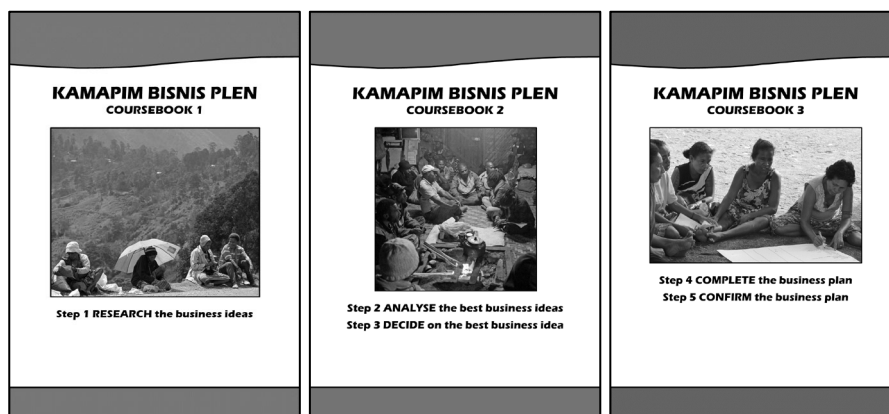 KAMAPIM BISNIS PLEN
COURSEBOOK 1
Step 1 RESEARCH the business ideas
KAMAPIM BISNIS PLEN
COURSEBOOK 2
Step 2 ANALYSE the best business ideas
Step 3 DECIDE on the best business idea
KAMAPIM BISNIS PLEN
COURSEBOOK 3
Step 4 COMPLETE the business plan
Step 5 CONFIRM the business plan